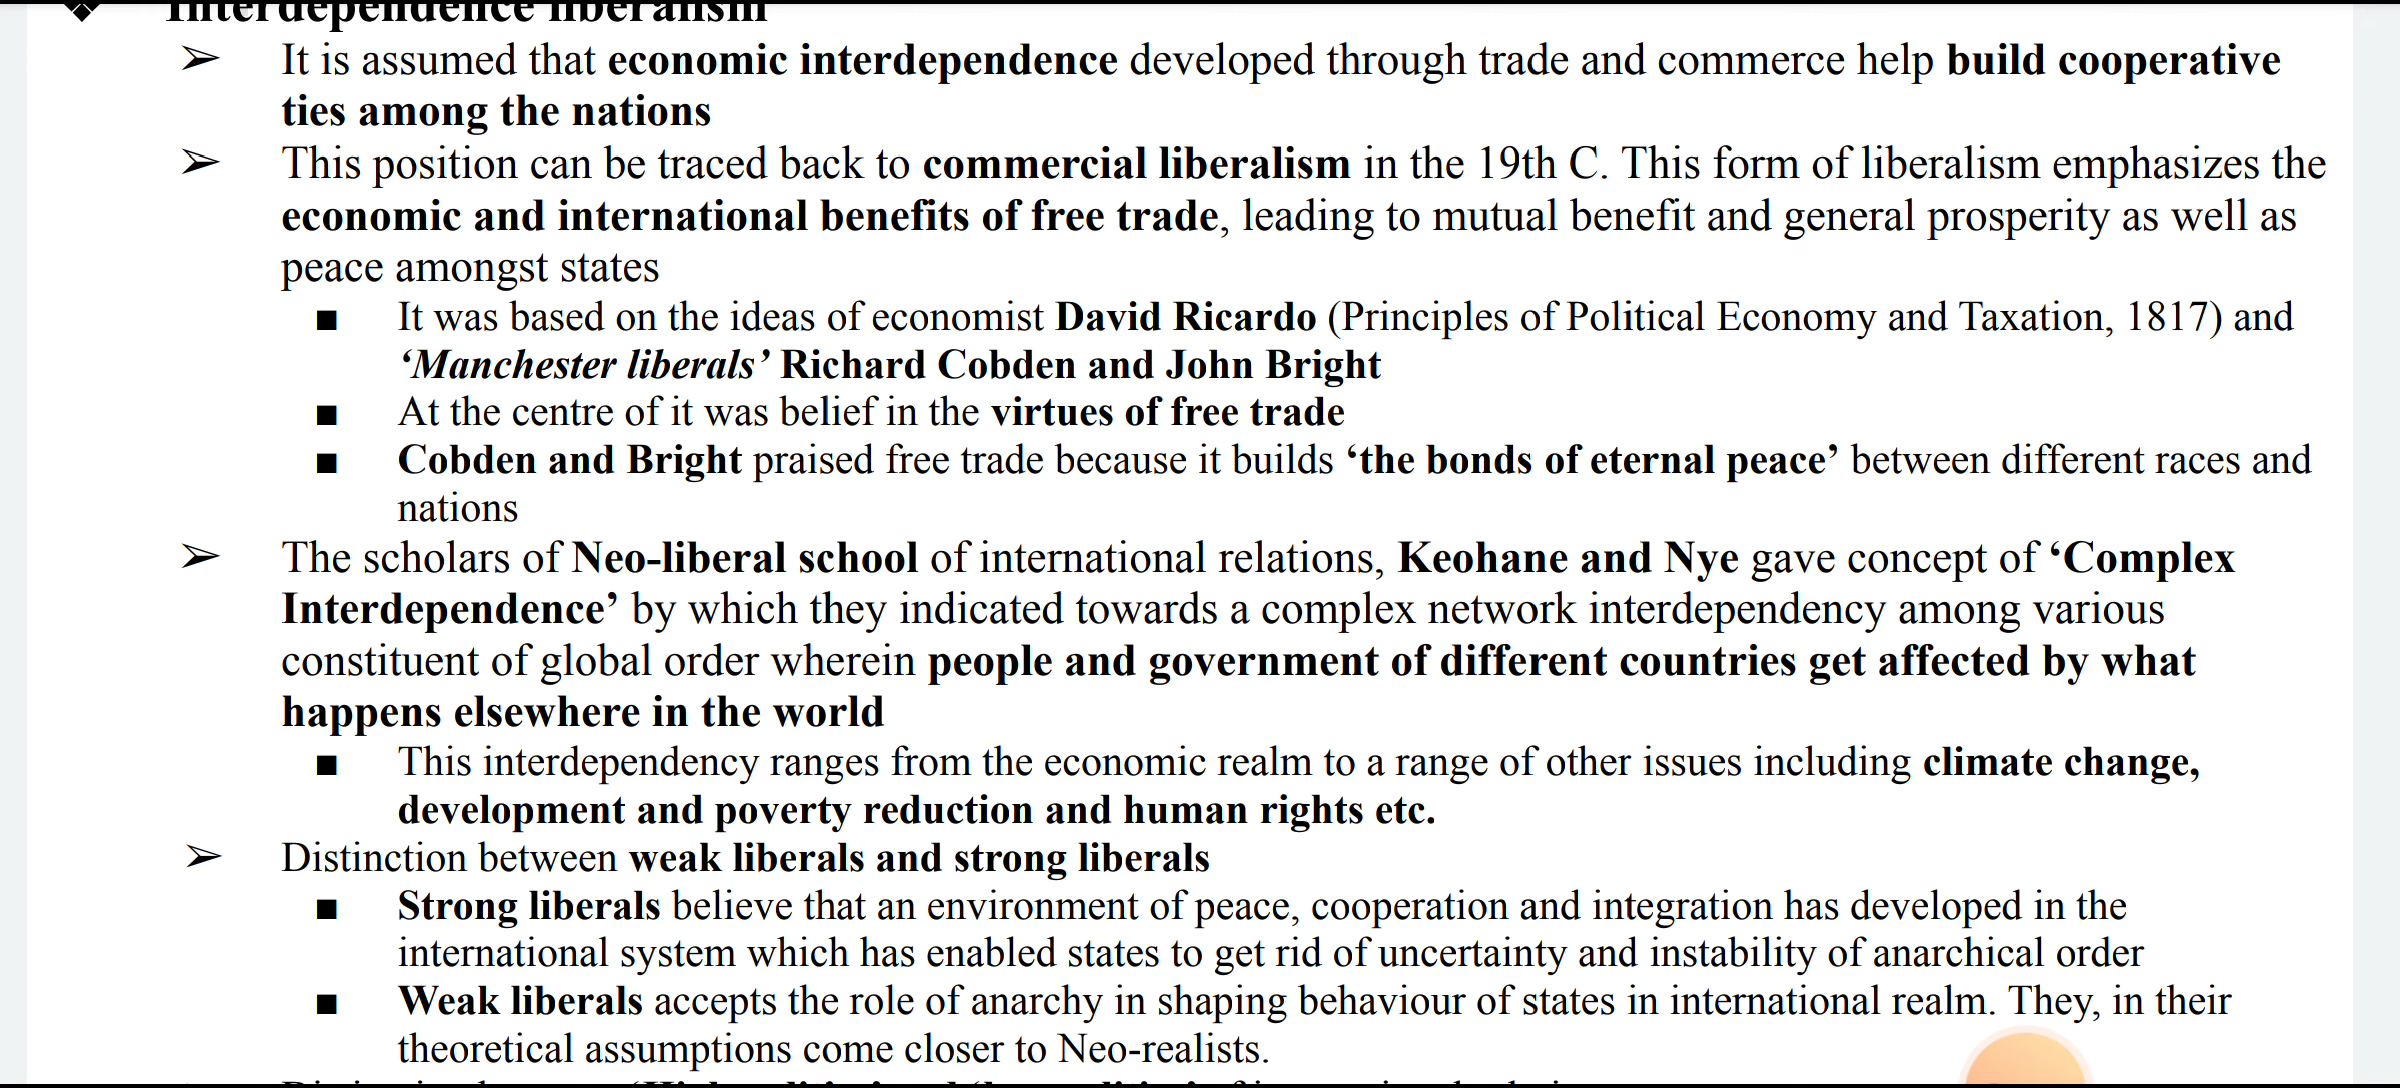 ❖ Interdependence liberalism
➢ It is assumed that economic interdependence developed through trade and commerce help build cooperative
ties among the nations
➢ This position can be traced back to commercial liberalism in the 19th C. This form of liberalism emphasizes the
economic and international benefits of free trade, leading to mutual benefit and general prosperity as well as
peace amongst states
■ It was based on the ideas of economist David Ricardo (Principles of Political Economy and Taxation, 1817) and
‘Manchester liberals’ Richard Cobden and John Bright
■ At the centre of it was belief in the virtues of free trade
■ Cobden and Bright praised free trade because it builds ‘the bonds of eternal peace’ between different races and
nations
➢ The scholars of Neo-liberal school of international relations, Keohane and Nye gave concept of ‘Complex
Interdependence’ by which they indicated towards a complex network interdependency among various
constituent of global order wherein people and government of different countries get affected by what
happens elsewhere in the world
■ This interdependency ranges from the economic realm to a range of other issues including climate change,
development and poverty reduction and human rights etc.
➢ Distinction between weak liberals and strong liberals
■ Strong liberals believe that an environment of peace, cooperation and integration has developed in the
international system which has enabled states to get rid of uncertainty and instability of anarchical order
■ Weak liberals accepts the role of anarchy in shaping behaviour of states in international realm. They, in their
theoretical assumptions come closer to Neo-realists.